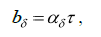 b_δ = α_δ τ ,